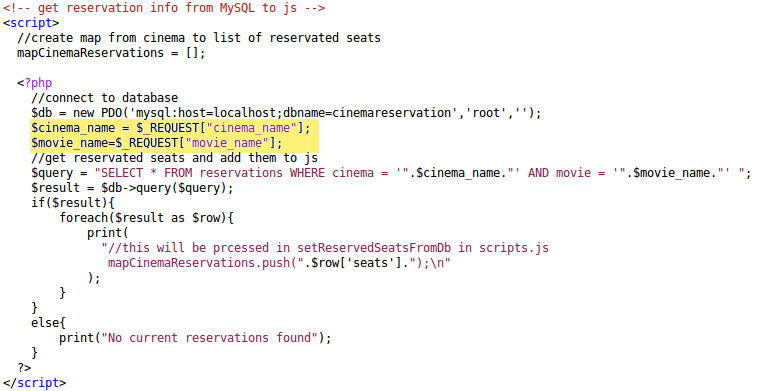 <!-- get reservation info from MySQL to js -->
<script>
  //create map from cinema to list of reservated seats
  mapCinemaReservations = [];

  <?php
    //connect to database
    $db = new PDO('mysql:host=localhost;dbname=cinemareservation','root','');
    $cinema_name = $_REQUEST["cinema_name"];
    $movie_name=$_REQUEST["movie_name"];
    //get reservated seats and add them to js
    $query = "SELECT * FROM reservations WHERE cinema = '".$cinema_name."' AND movie = '".$movie_name."' ";
    $result = $db->query($query);
    if($result){
        foreach($result as $row){
            print(
              "//this will be prcessed in setReservedSeatsFromDb in scripts.js
               mapCinemaReservations.push(".$row['seats'].");\n"
            );
        }
    }
    else{
        print("No current reservations found");
    }
  ?>
</script>